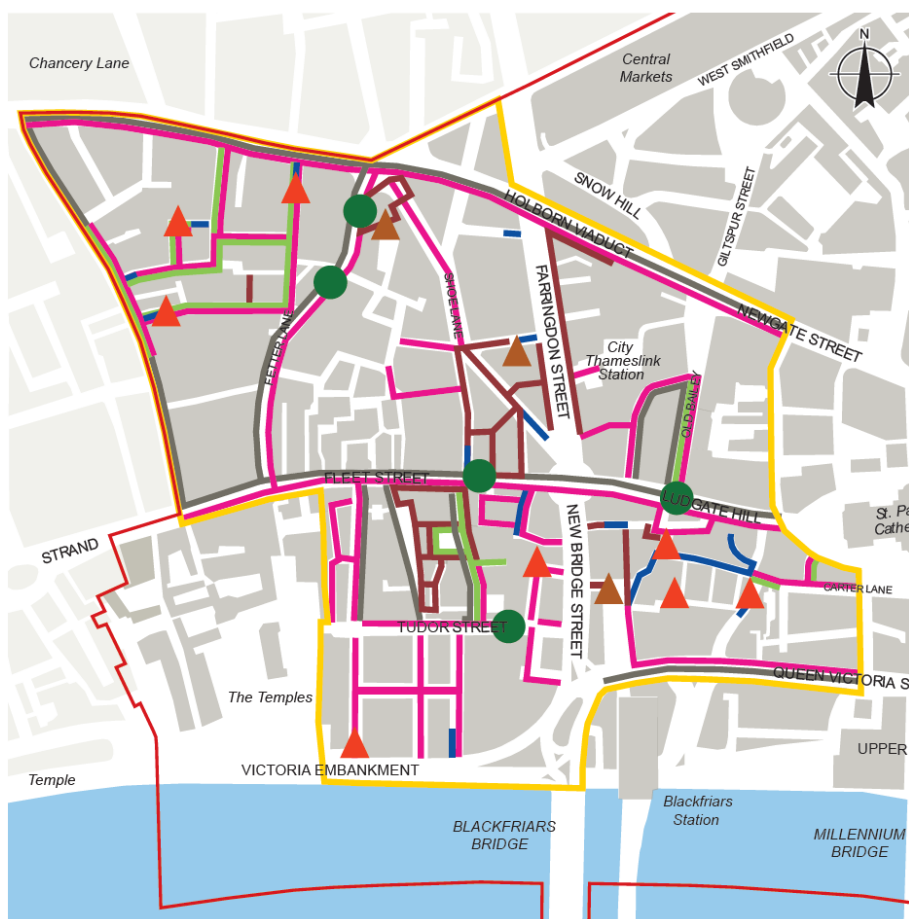 N
Chancery Lane
Central
Markets
WEST SMITHFIELD
SNOW HILL
GILTSPUR STREET
HOLBORN VIADUCT
NEWGATE STREET
SHOE LANE
FARRINGDON STREET
FETTER LANE
City
Thameslink
Station
OLD BAILEY
FLEET STREET
LUDGATE HILL
St. Pa
Cathe
STRAND
NEW BRIDGE STREET
CARTER LANE
TUDOR STREET
QUEEN VICTORIA S
The Temples
UPPER
VICTORIA EMBANKMENT
Temple
Blackfriars
Station
BLACKFRIARS
BRIDGE
MILLENNIUM
BRIDGE